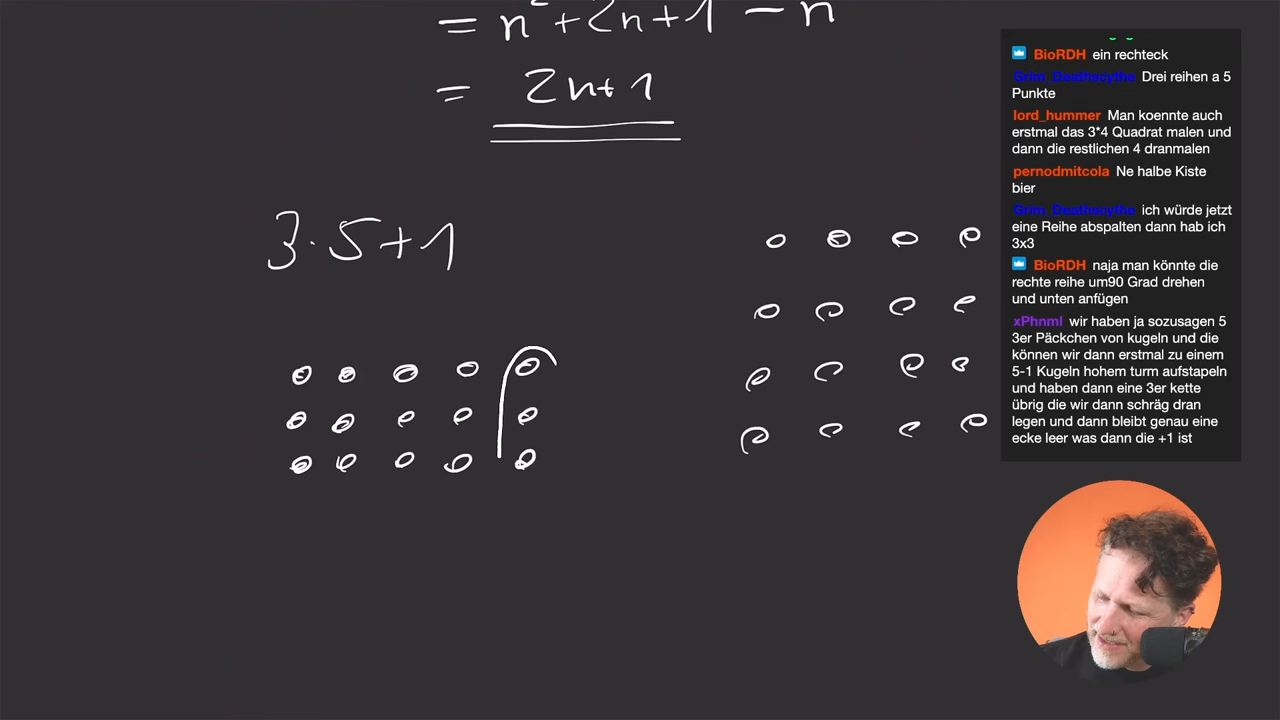 = n² + 2n + 1 − n
= 2n+1
3·5+1
BioRDH ein rechteck
Grim_Deathscythe Drei reihen a 5
Punkte
lord_hummer Man koennte auch
erstmal das 3*4 Quadrat malen und
dann die restlichen 4 dranmalen
pernodmitcola Ne halbe Kiste
bier
Grim_Deathscythe ich würde jetzt
eine Reihe abspalten dann hab ich
3x3
BioRDH naja man könnte die
rechte reihe um90 Grad drehen
und unten anfügen
xPhnml wir haben ja sozusagen 5
3er Päckchen von kugeln und die
können wir dann erstmal zu einem
5-1 Kugeln hohem turm aufstapeln
und haben dann eine 3er kette
übrig die wir dann schräg dran
legen und dann bleibt genau eine
ecke leer was dann die +1 ist